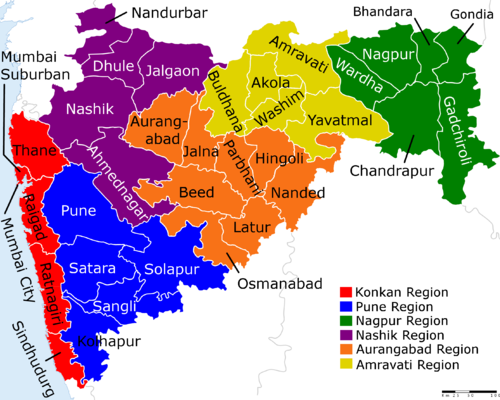 Nandurbar
Bhandara
Gondia
Mumbai
Suburban
Dhule
Jalgaon
Amravati
Nagpur
Wardha
Nashik
Buldhana
Akola
Washim
Yavatmal
Gadchiroli
Aurang-
abad
Jalna
Parbhani
Hingoli
Thane
Ahmednagar
Chandrapur
Beed
Nanded
Pune
Raigad
Latur
Mumbai City
Satara
Solapur
Osmanabad
Ratnagiri
Sangli
Kolhapur
Sindhudurg
Konkan Region
Pune Region
Nagpur Region
Nashik Region
Aurangabad Region
Amravati Region